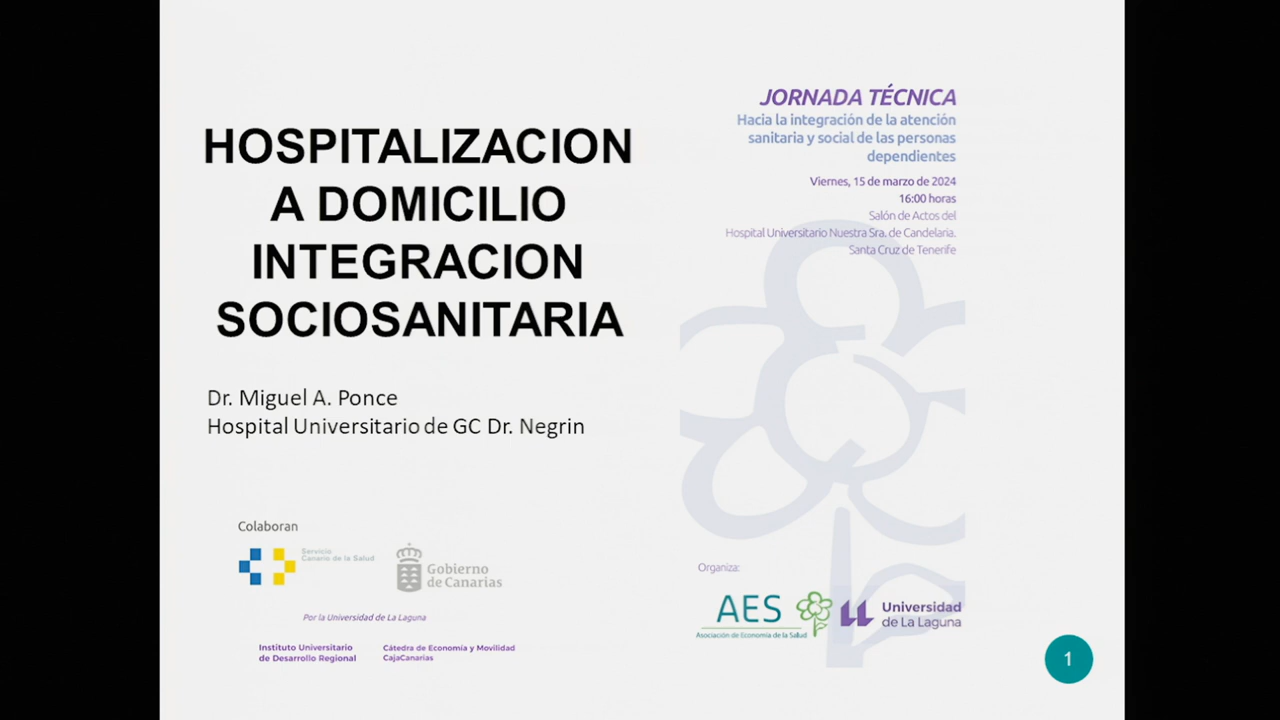 HOSPITALIZACION
A DOMICILIO
INTEGRACION
SOCIOSANITARIA
Dr. Miguel A. Ponce
Hospital Universitario de GC Dr. Negrin
Colaboran
Servicio
Canario de la Salud
Gobierno
de Canarias
Por la Universidad de La Laguna
Instituto Universitario
de Desarrollo Regional
Cátedra de Economía y Movilidad
CajaCanarias
JORNADA TÉCNICA
Hacia la integración de la atención
sanitaria y social de las personas
dependientes
Viernes, 15 de marzo de 2024
16:00 horas
Salón de Actos del
Hospital Universitario Nuestra Sra. de Candelaria.
Santa Cruz de Tenerife
Organiza:
AES
Asociación de Economía de la Salud
Universidad
de La Laguna
1